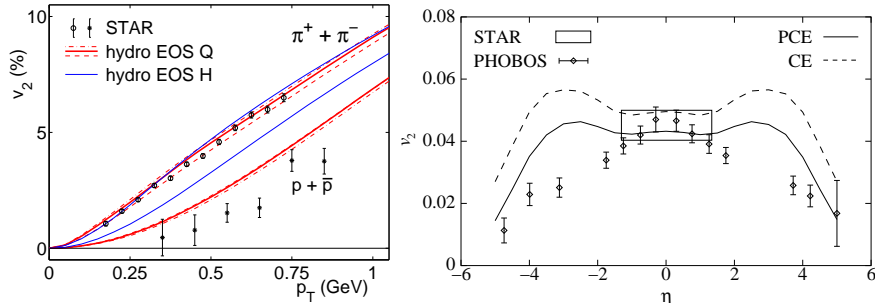 10
5
0
v₂ (%)
STAR
hydro EOS Q
hydro EOS H
π⁺ + π⁻
p + p̄
0 0.25 0.5 0.75 1
p_T (GeV)
0.08
0.06
0.04
0.02
0
v₂
STAR
PHOBOS
PCE
CE
−6 −4 −2 0 2 4 6
η